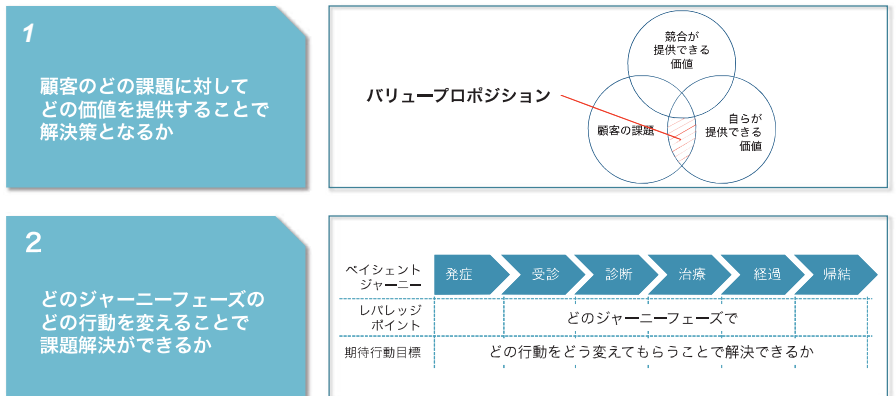 1
顧客のどの課題に対して
どの価値を提供することで
解決策となるか
バリュープロポジション
競合が
提供できる
価値
顧客の課題
自らが
提供できる
価値
2
どのジャーニーフェーズの
どの行動を変えることで
課題解決ができるか
ペイシェント
ジャーニー
発症
受診
診断
治療
経過
帰結
レバレッジ
ポイント
どのジャーニーフェーズで
期待行動目標
どの行動をどう変えてもらうことで解決できるか